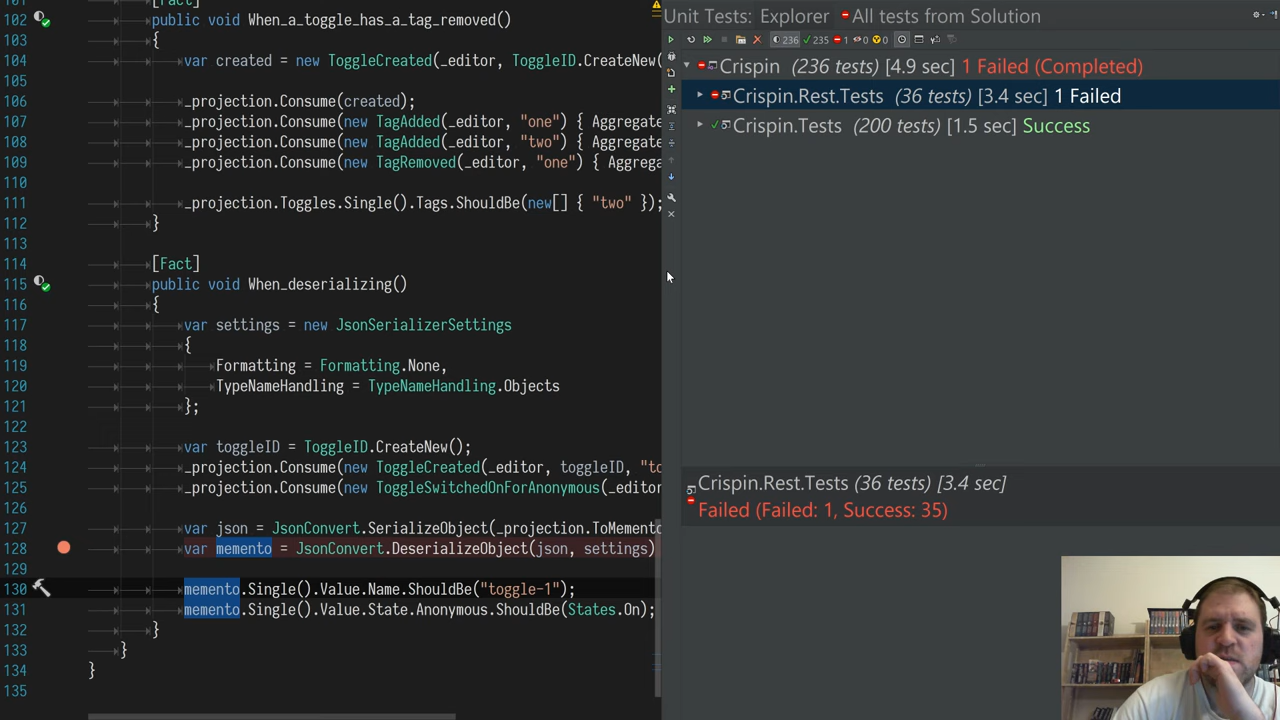 101 [Fact]
102 public void When_a_toggle_has_a_tag_removed()
103 {
104 var created = new ToggleCreated(_editor, ToggleID.CreateNew(
105
106 _projection.Consume(created);
107 _projection.Consume(new TagAdded(_editor, "one") { Aggregate
108 _projection.Consume(new TagAdded(_editor, "two") { Aggregate
109 _projection.Consume(new TagRemoved(_editor, "one") { Aggrega
110
111 _projection.Toggles.Single().Tags.ShouldBe(new[] { "two" });
112 }
113
114 [Fact]
115 public void When_deserializing()
116 {
117 var settings = new JsonSerializerSettings
118 {
119 Formatting = Formatting.None,
120 TypeNameHandling = TypeNameHandling.Objects
121 };
122
123 var toggleID = ToggleID.CreateNew();
124 _projection.Consume(new ToggleCreated(_editor, toggleID, "to
125 _projection.Consume(new ToggleSwitchedOnForAnonymous(_editor
126
127 var json = JsonConvert.SerializeObject(_projection.ToMemento
128 var memento = JsonConvert.DeserializeObject(json, settings)
129
130 memento.Single().Value.Name.ShouldBe("toggle-1");
131 memento.Single().Value.State.Anonymous.ShouldBe(States.On);
132 }
133 }
134 }
135
Unit Tests: Explorer All tests from Solution
236 235 1 0 0
Crispin (236 tests) [4.9 sec] 1 Failed (Completed)
Crispin.Rest.Tests (36 tests) [3.4 sec] 1 Failed
Crispin.Tests (200 tests) [1.5 sec] Success
Crispin.Rest.Tests (36 tests) [3.4 sec]
Failed (Failed: 1, Success: 35)